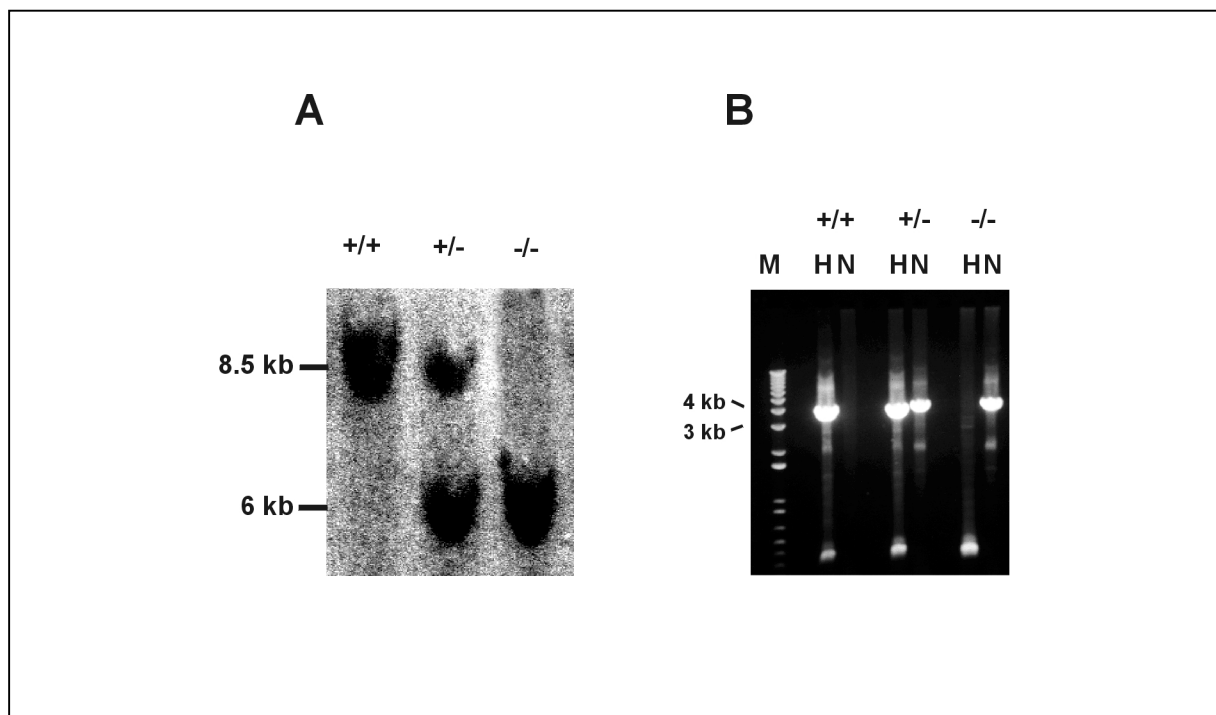 A
B
+/+ +/- -/-
8.5 kb
6 kb
+/+ +/- -/-
M H N H N H N
4 kb
3 kb